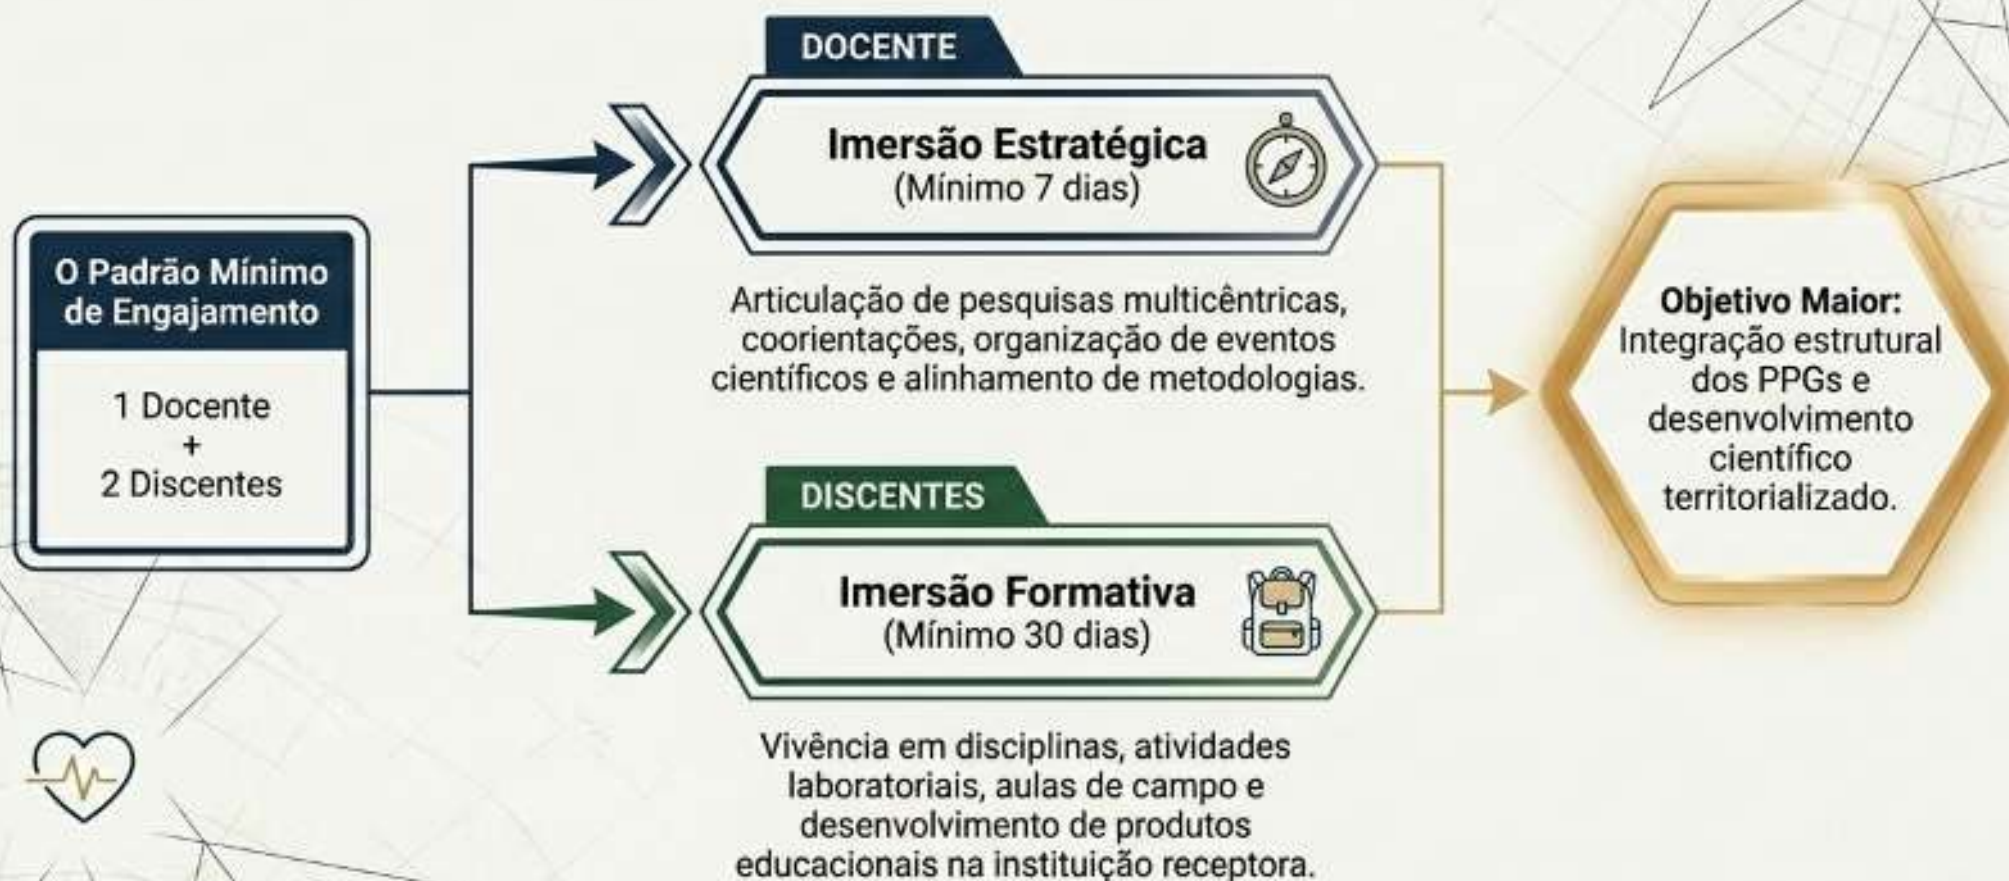 O Padrão Mínimo
de Engajamento
1 Docente
+
2 Discentes
DOCENTE
Imersão Estratégica
(Mínimo 7 dias)
Articulação de pesquisas multicêntricas,
coorientações, organização de eventos
científicos e alinhamento de metodologias.
DISCENTES
Imersão Formativa
(Mínimo 30 dias)
Vivência em disciplinas, atividades
laboratoriais, aulas de campo e
desenvolvimento de produtos
educacionais na instituição receptora.
Objetivo Maior:
Integração estrutural
dos PPGs e
desenvolvimento
científico
territorializado.